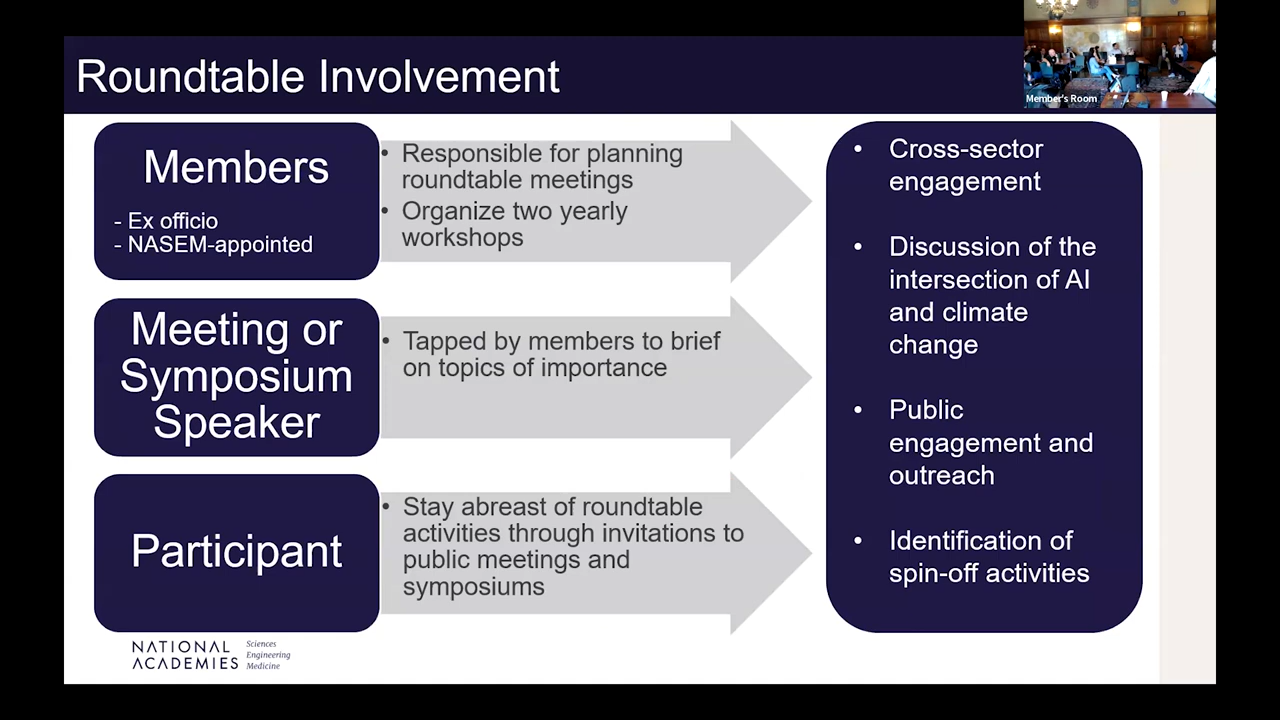 Roundtable Involvement
Member's Room
Members
- Ex officio
- NASEM-appointed
• Responsible for planning
roundtable meetings
• Organize two yearly
workshops
Meeting or
Symposium
Speaker
• Tapped by members to brief
on topics of importance
Participant
• Stay abreast of roundtable
activities through invitations to
public meetings and
symposiums
• Cross-sector
engagement
• Discussion of the
intersection of AI
and climate
change
• Public
engagement and
outreach
• Identification of
spin-off activities
NATIONAL
ACADEMIES
Sciences
Engineering
Medicine